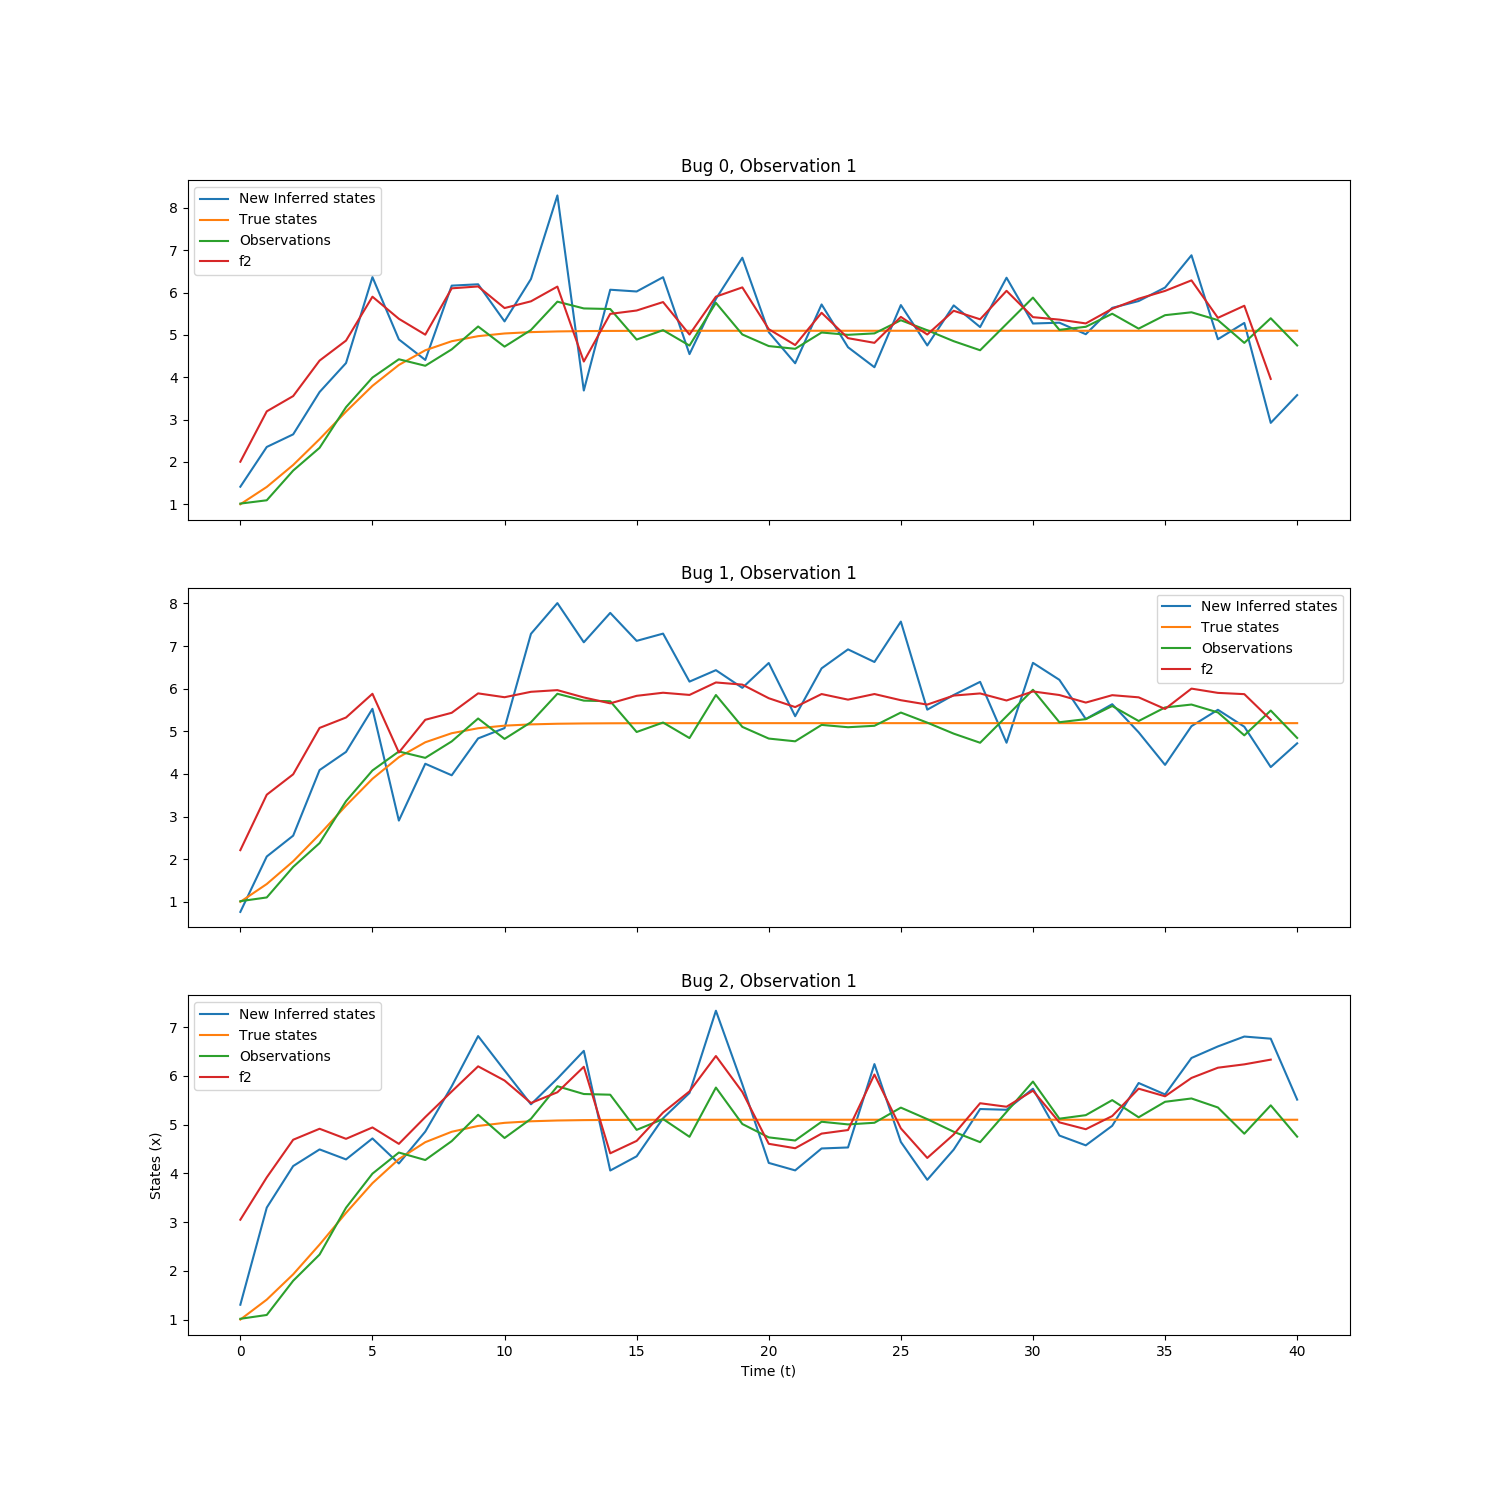 Bug 0, Observation 1
New Inferred states
True states
Observations
f2
8
7
6
5
4
3
2
1
Bug 1, Observation 1
New Inferred states
True states
Observations
f2
8
7
6
5
4
3
2
1
Bug 2, Observation 1
New Inferred states
True states
Observations
f2
7
6
5
4
3
2
1
States (x)
0 5 10 15 20 25 30 35 40
Time (t)